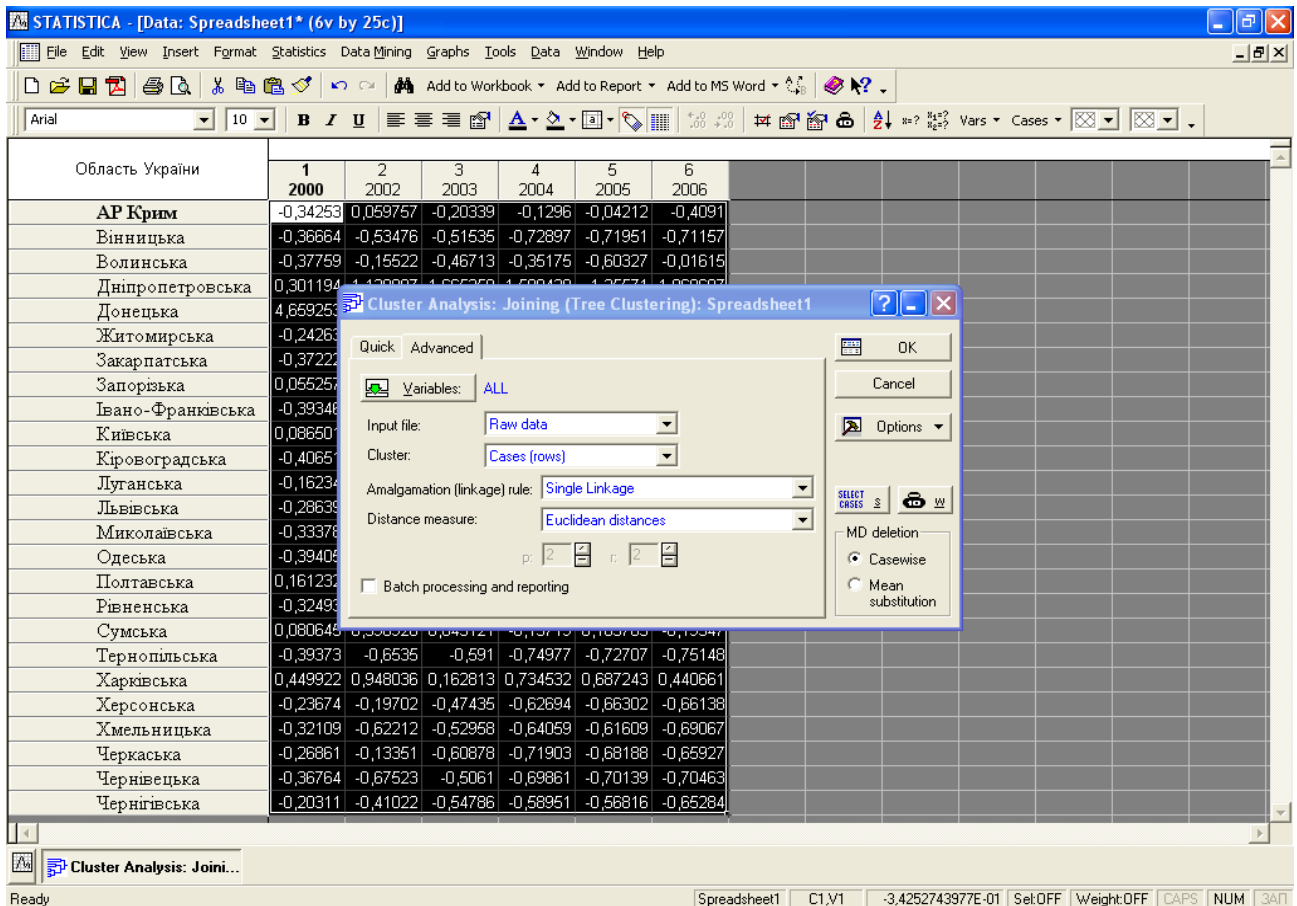 STATISTICA - [Data: Spreadsheet1* (6v by 25c)]
File Edit View Insert Format Statistics Data Mining Graphs Tools Data Window Help
Add to Workbook Add to Report Add to MS Word
Arial 10 B I U Vars Cases
Область України
1 2 3 4 5 6
2000 2002 2003 2004 2005 2006
АР Крим -0,34253 0,059757 -0,20339 -0,1296 -0,04212 -0,4091
Вінницька -0,36664 -0,53476 -0,51535 -0,72897 -0,71951 -0,71157
Волинська -0,37759 -0,15522 -0,46713 -0,35175 -0,60327 -0,01615
Дніпропетровська 0,301194
Донецька 4,659253
Житомирська -0,24263
Закарпатська -0,37222
Запорізька 0,055257
Івано-Франківська -0,39346
Київська 0,086501
Кіровоградська -0,40651
Луганська -0,16234
Львівська -0,28639
Миколаївська -0,33378
Одеська -0,39405
Полтавська 0,161232
Рівненська -0,32493
Сумська 0,080645
Тернопільська -0,39373 -0,6535 -0,591 -0,74977 -0,72707 -0,75148
Харківська 0,449922 0,948036 0,162813 0,734532 0,687243 0,440661
Херсонська -0,23674 -0,19702 -0,47435 -0,62694 -0,66302 -0,66138
Хмельницька -0,32109 -0,62212 -0,52958 -0,64059 -0,61609 -0,69067
Черкаська -0,26861 -0,13351 -0,60878 -0,71903 -0,68188 -0,65927
Чернівецька -0,36764 -0,67523 -0,5061 -0,69861 -0,70139 -0,70463
Чернігівська -0,20311 -0,41022 -0,54786 -0,58951 -0,56816 -0,65284
Cluster Analysis: Joining (Tree Clustering): Spreadsheet1
Quick Advanced
OK
Variables: ALL
Cancel
Input file: Raw data
Options
Cluster: Cases (rows)
Amalgamation (linkage) rule: Single Linkage
SELECT CASES S W
Distance measure: Euclidean distances
MD deletion
p: 2 r: 2
Casewise
Batch processing and reporting
Mean substitution
Cluster Analysis: Joini...
Ready Spreadsheet1 C1,V1 -3,4252743977E-01 Sel:OFF Weight:OFF CAPS NUM ЗАП